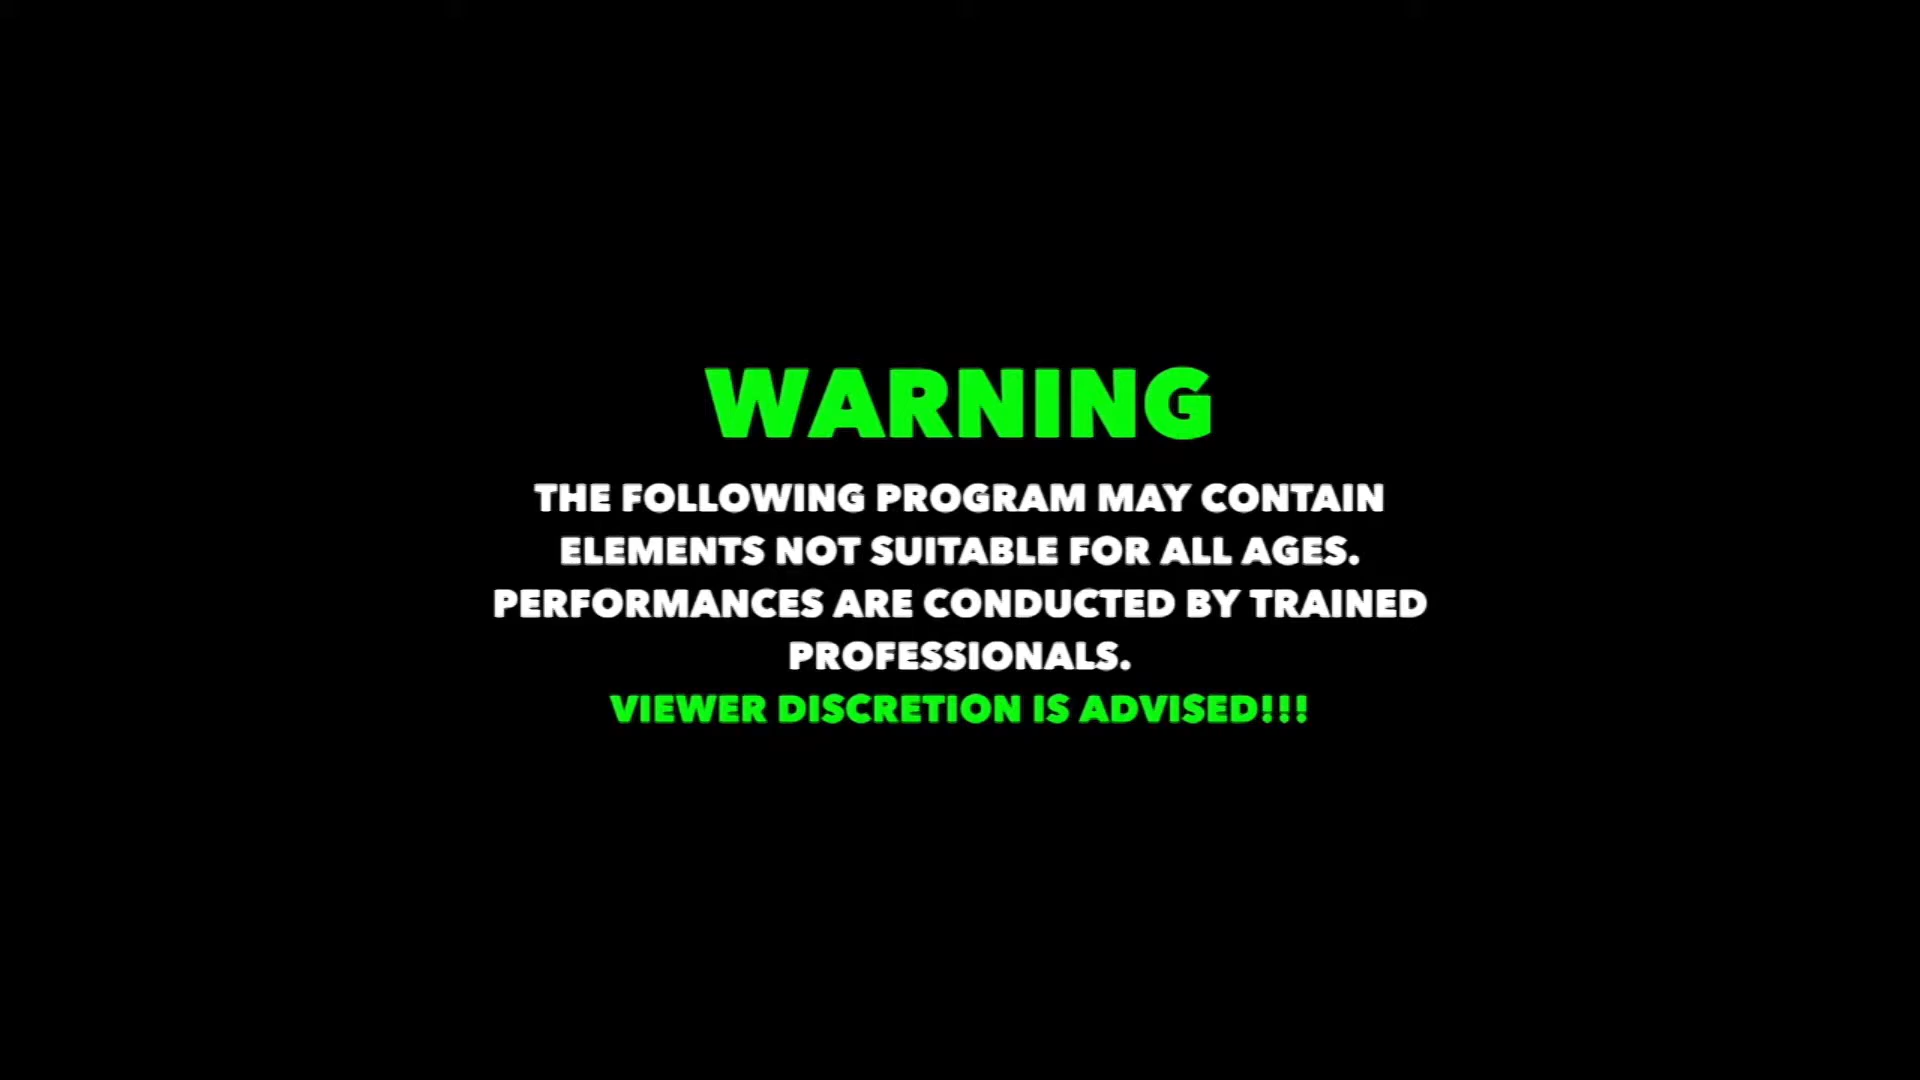 WARNING
THE FOLLOWING PROGRAM MAY CONTAIN
ELEMENTS NOT SUITABLE FOR ALL AGES.
PERFORMANCES ARE CONDUCTED BY TRAINED
PROFESSIONALS.
VIEWER DISCRETION IS ADVISED!!!